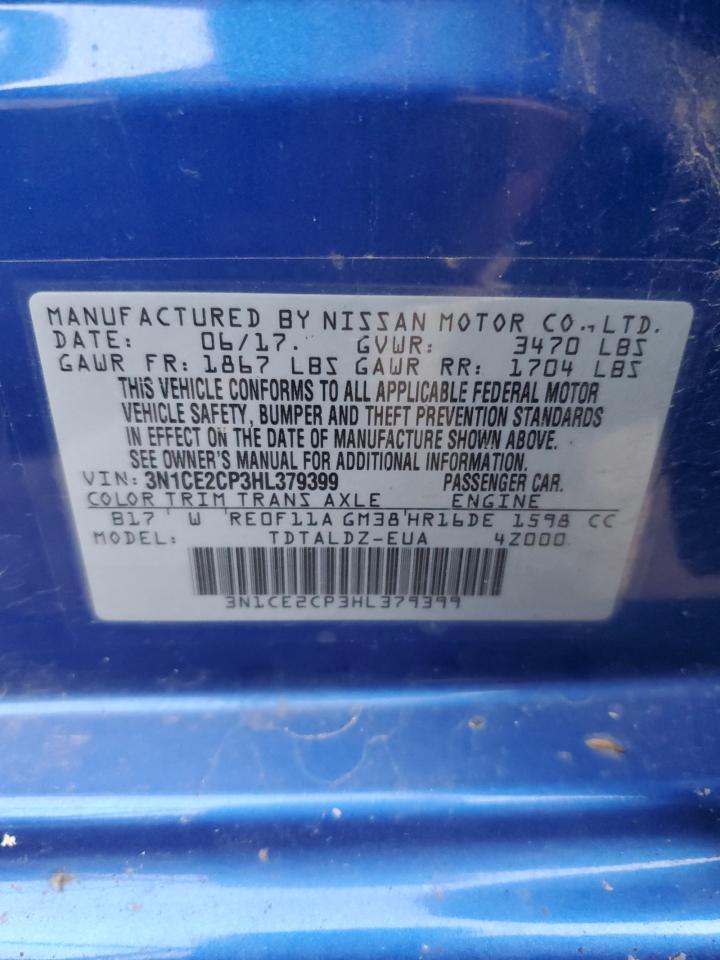 MANUFACTURED BY NISSAN MOTOR CO.,LTD.
DATE: 06/17. GVWR: 3470 LBS
GAWR FR: 1867 LBS GAWR RR: 1704 LBS
THIS VEHICLE CONFORMS TO ALL APPLICABLE FEDERAL MOTOR
VEHICLE SAFETY, BUMPER AND THEFT PREVENTION STANDARDS
IN EFFECT ON THE DATE OF MANUFACTURE SHOWN ABOVE.
SEE OWNER'S MANUAL FOR ADDITIONAL INFORMATION.
VIN: 3N1CE2CP3HL379399 PASSENGER CAR.
COLOR TRIM TRANS AXLE ENGINE
B17 W RE0F11A GM38 HR16DE 1598 CC
MODEL: TDTALDZ-EUA 4Z000
3N1CE2CP3HL379399